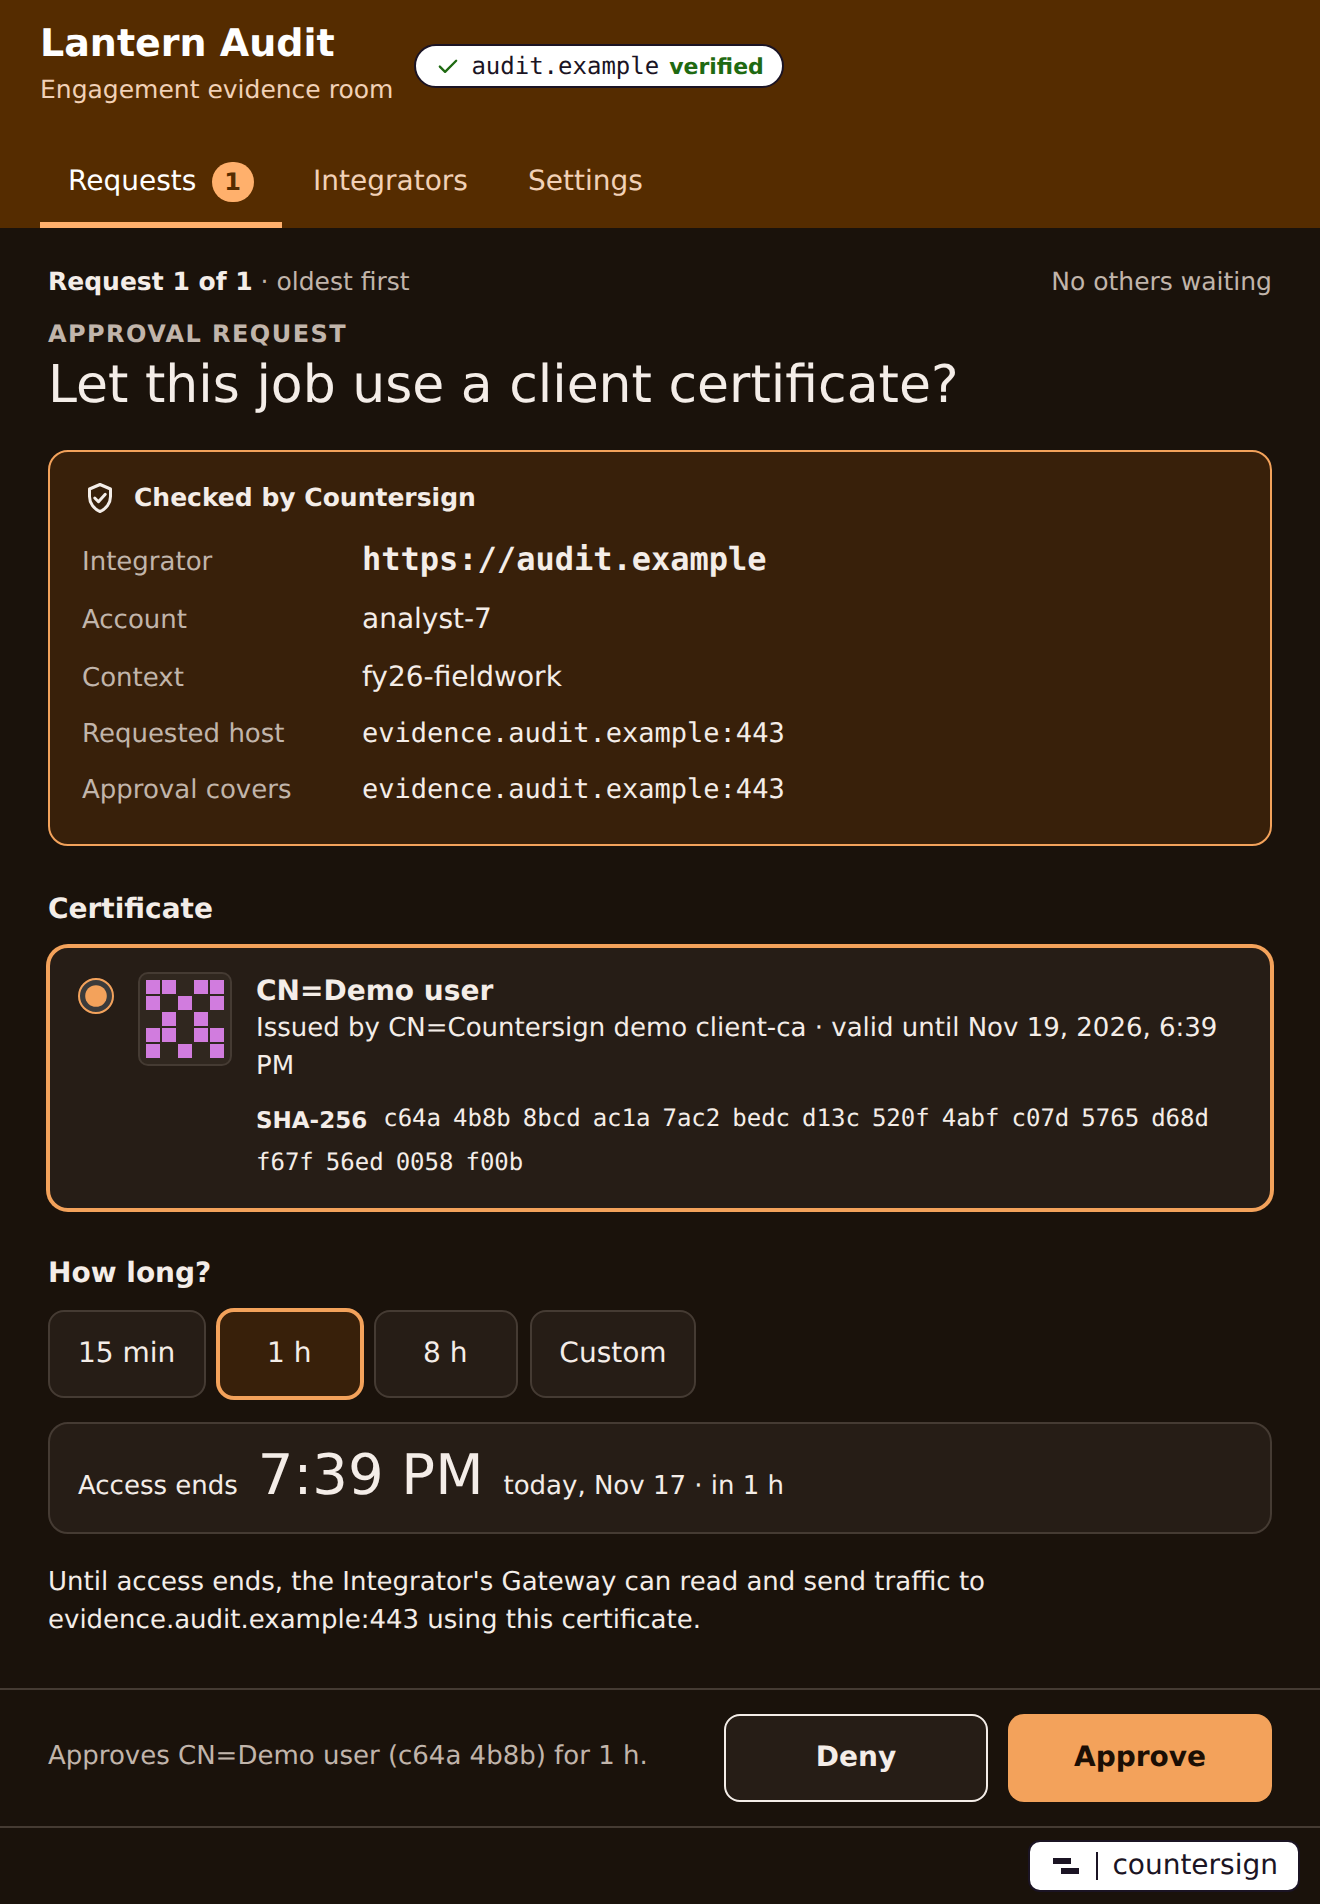 Lantern Audit
Engagement evidence room
audit.example verified
Requests 1
Integrators
Settings
Request 1 of 1 · oldest first
No others waiting
APPROVAL REQUEST
Let this job use a client certificate?
Checked by Countersign
Integrator https://audit.example
Account analyst-7
Context fy26-fieldwork
Requested host evidence.audit.example:443
Approval covers evidence.audit.example:443
Certificate
CN=Demo user
Issued by CN=Countersign demo client-ca · valid until Nov 19, 2026, 6:39
PM
SHA-256 c64a 4b8b 8bcd ac1a 7ac2 bedc d13c 520f 4abf c07d 5765 d68d
f67f 56ed 0058 f00b
How long?
15 min
1 h
8 h
Custom
Access ends 7:39 PM today, Nov 17 · in 1 h
Until access ends, the Integrator's Gateway can read and send traffic to
evidence.audit.example:443 using this certificate.
Approves CN=Demo user (c64a 4b8b) for 1 h.
Deny
Approve
countersign